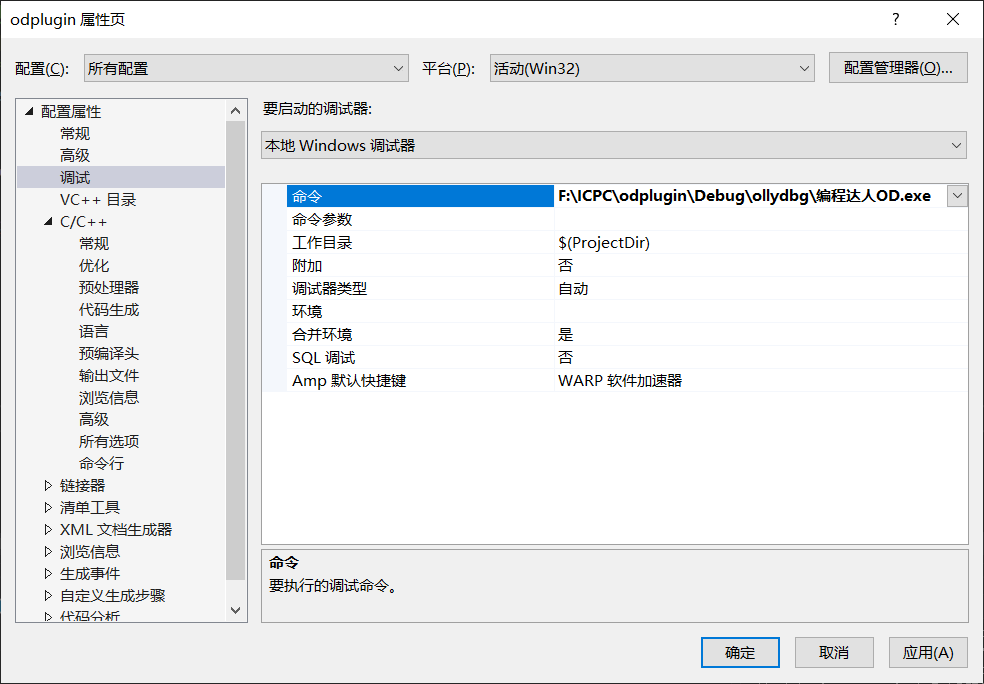 odplugin 属性页 ?
配置(C): 所有配置 平台(P): 活动(Win32) 配置管理器(O)...
配置属性
常规
高级
调试
VC++ 目录
C/C++
常规
优化
预处理器
代码生成
语言
预编译头
输出文件
浏览信息
高级
所有选项
命令行
链接器
清单工具
XML 文档生成器
浏览信息
生成事件
自定义生成步骤
代码分析
要启动的调试器:
本地 Windows 调试器
命令 F:\ICPC\odplugin\Debug\ollydbg\编程达人OD.exe
命令参数
工作目录 $(ProjectDir)
附加 否
调试器类型 自动
环境
合并环境 是
SQL 调试 否
Amp 默认快捷键 WARP 软件加速器
命令
要执行的调试命令。
确定 取消 应用(A)